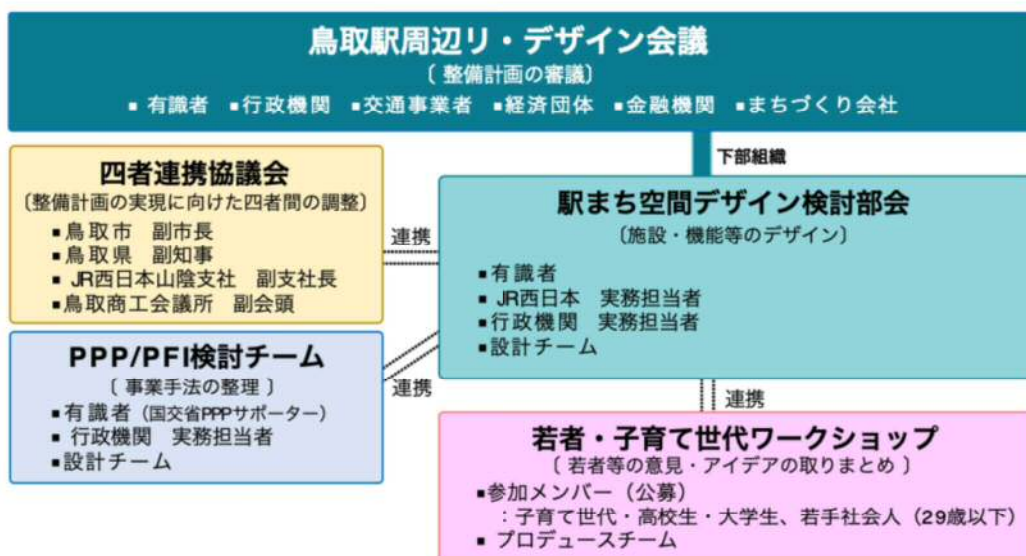 鳥取駅周辺リ・デザイン会議
〔 整備計画の審議〕
▪ 有識者 ▪行政機関 ▪交通事業者 ▪経済団体 ▪金融機関 ▪まちづくり会社
下部組織
四者連携協議会
〔整備計画の実現に向けた四者間の調整〕
▪鳥取市 副市長
▪鳥取県 副知事
▪ JR西日本山陰支社 副支社長
▪鳥取商工会議所 副会頭
連携
駅まち空間デザイン検討部会
〔施設・機能等のデザイン〕
▪有識者
▪ JR西日本 実務担当者
▪行政機関 実務担当者
▪設計チーム
PPP/PFI検討チーム
〔 事業手法の整理 〕
▪有識者（国交省PPPサポーター）
▪ 行政機関 実務担当者
▪設計チーム
連携
連携
若者・子育て世代ワークショップ
〔 若者等の意見・アイデアの取りまとめ 〕
▪参加メンバー（公募）
：子育て世代・高校生・大学生、若手社会人（29歳以下）
▪ プロデュースチーム